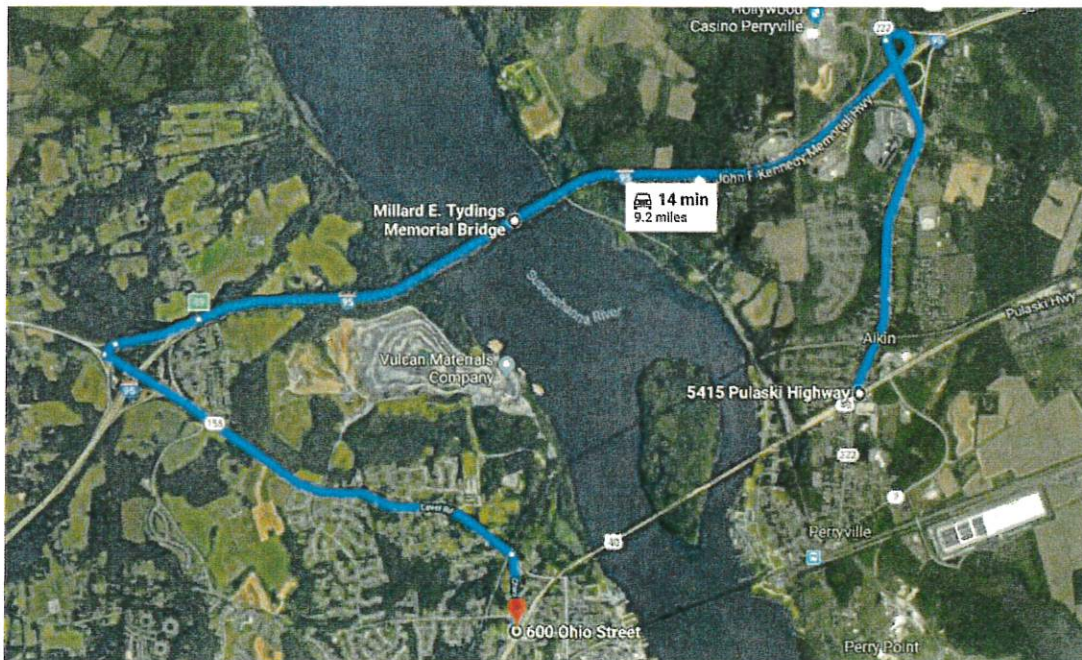 Hollywood
Casino Perryville
222
95
John F Kennedy Memorial Hwy
95
14 min
9.2 miles
Millard E. Tydings
Memorial Bridge
Susquehanna River
89
95
Pulaski Hwy
Aikin
Vulcan Materials
Company
5415 Pulaski Highway
40
95
155
222
7
Level Rd
40
Perryville
600 Ohio Street
Perry Point